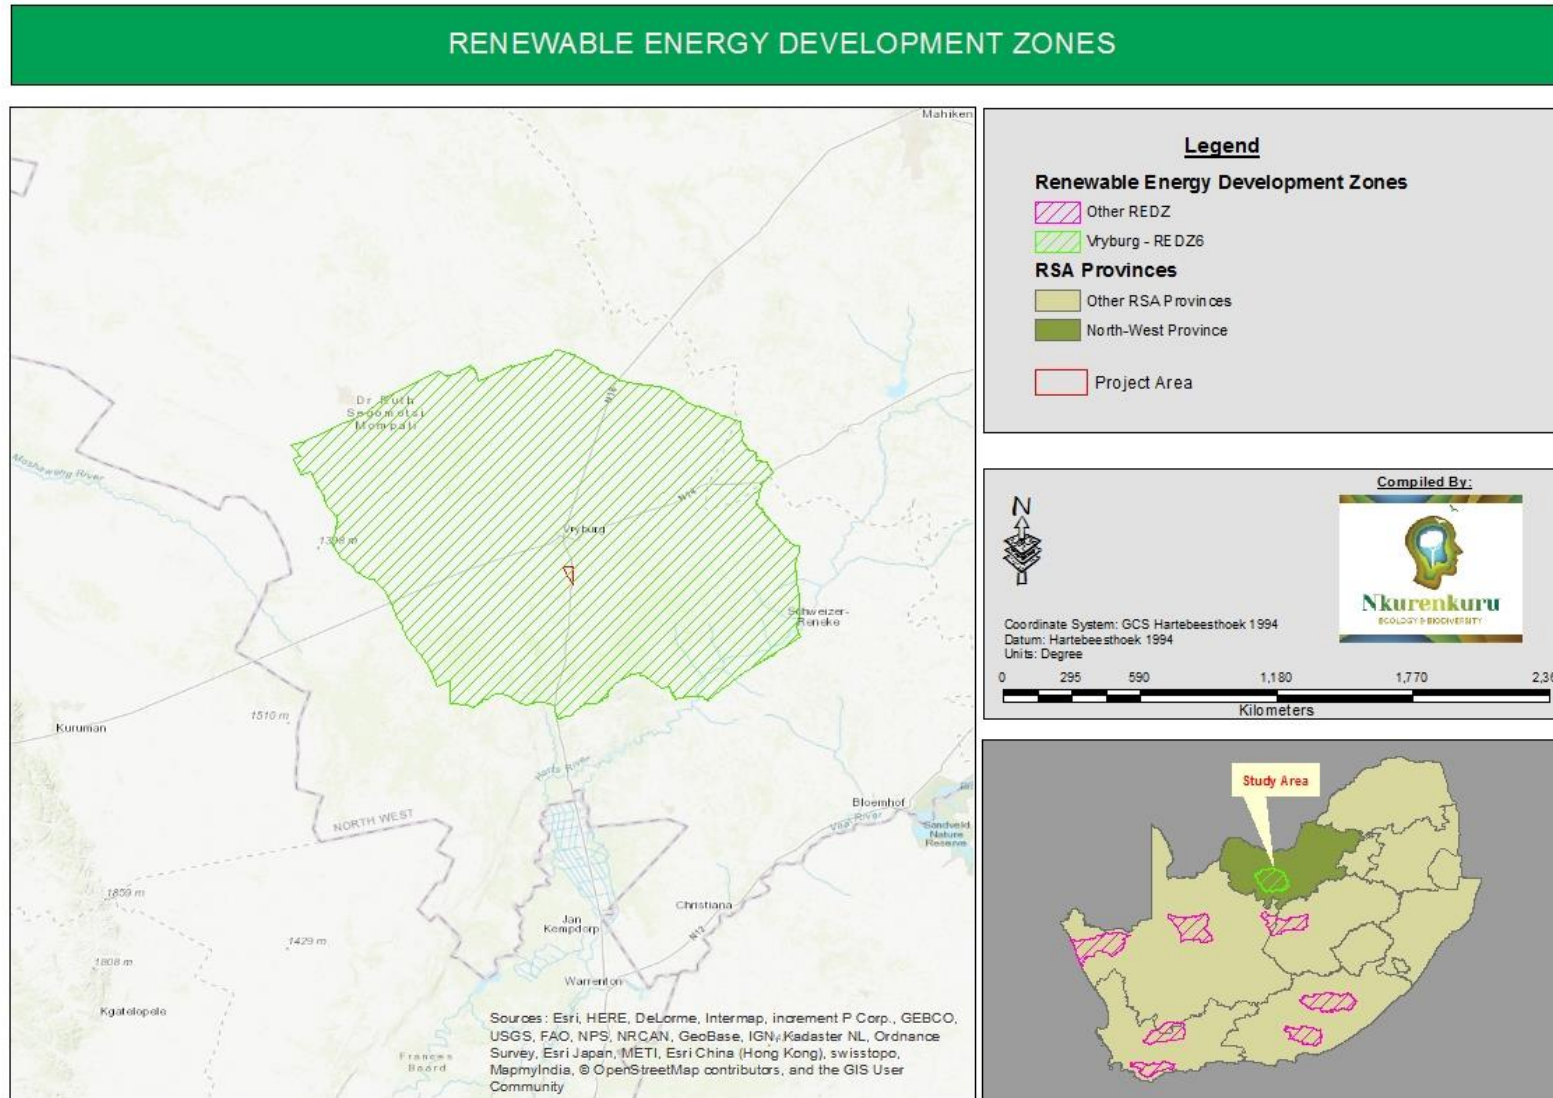 RENEWABLE ENERGY DEVELOPMENT ZONES
Mahiken
Dr Ruth
Segomotsi
Mompati
N18
Moshaweng River
N14
Vryburg
1398 m
Schweizer-
Reneke
Kuruman
1510 m
Harts River
NORTH WEST
Bloemhof
Vaal River
Sandveld
Nature
Reserve
1859 m
Christiana
Jan
Kempdorp
N12
1429 m
1808 m
Warrenton
Kgatelopele
Frances
Baard
Sources: Esri, HERE, DeLorme, Intermap, increment P Corp., GEBCO,
USGS, FAO, NPS, NRCAN, GeoBase, IGN, Kadaster NL, Ordnance
Survey, Esri Japan, METI, Esri China (Hong Kong), swisstopo,
MapmyIndia, © OpenStreetMap contributors, and the GIS User
Community
Legend
Renewable Energy Development Zones
Other REDZ
Vryburg - REDZ6
RSA Provinces
Other RSA Provinces
North-West Province
Project Area
N
Compiled By:
Nkurenkuru
ECOLOGY & BIODIVERSITY
Coordinate System: GCS Hartebeesthoek 1994
Datum: Hartebeesthoek 1994
Units: Degree
0 295 590 1,180 1,770 2,36
Kilometers
Study Area